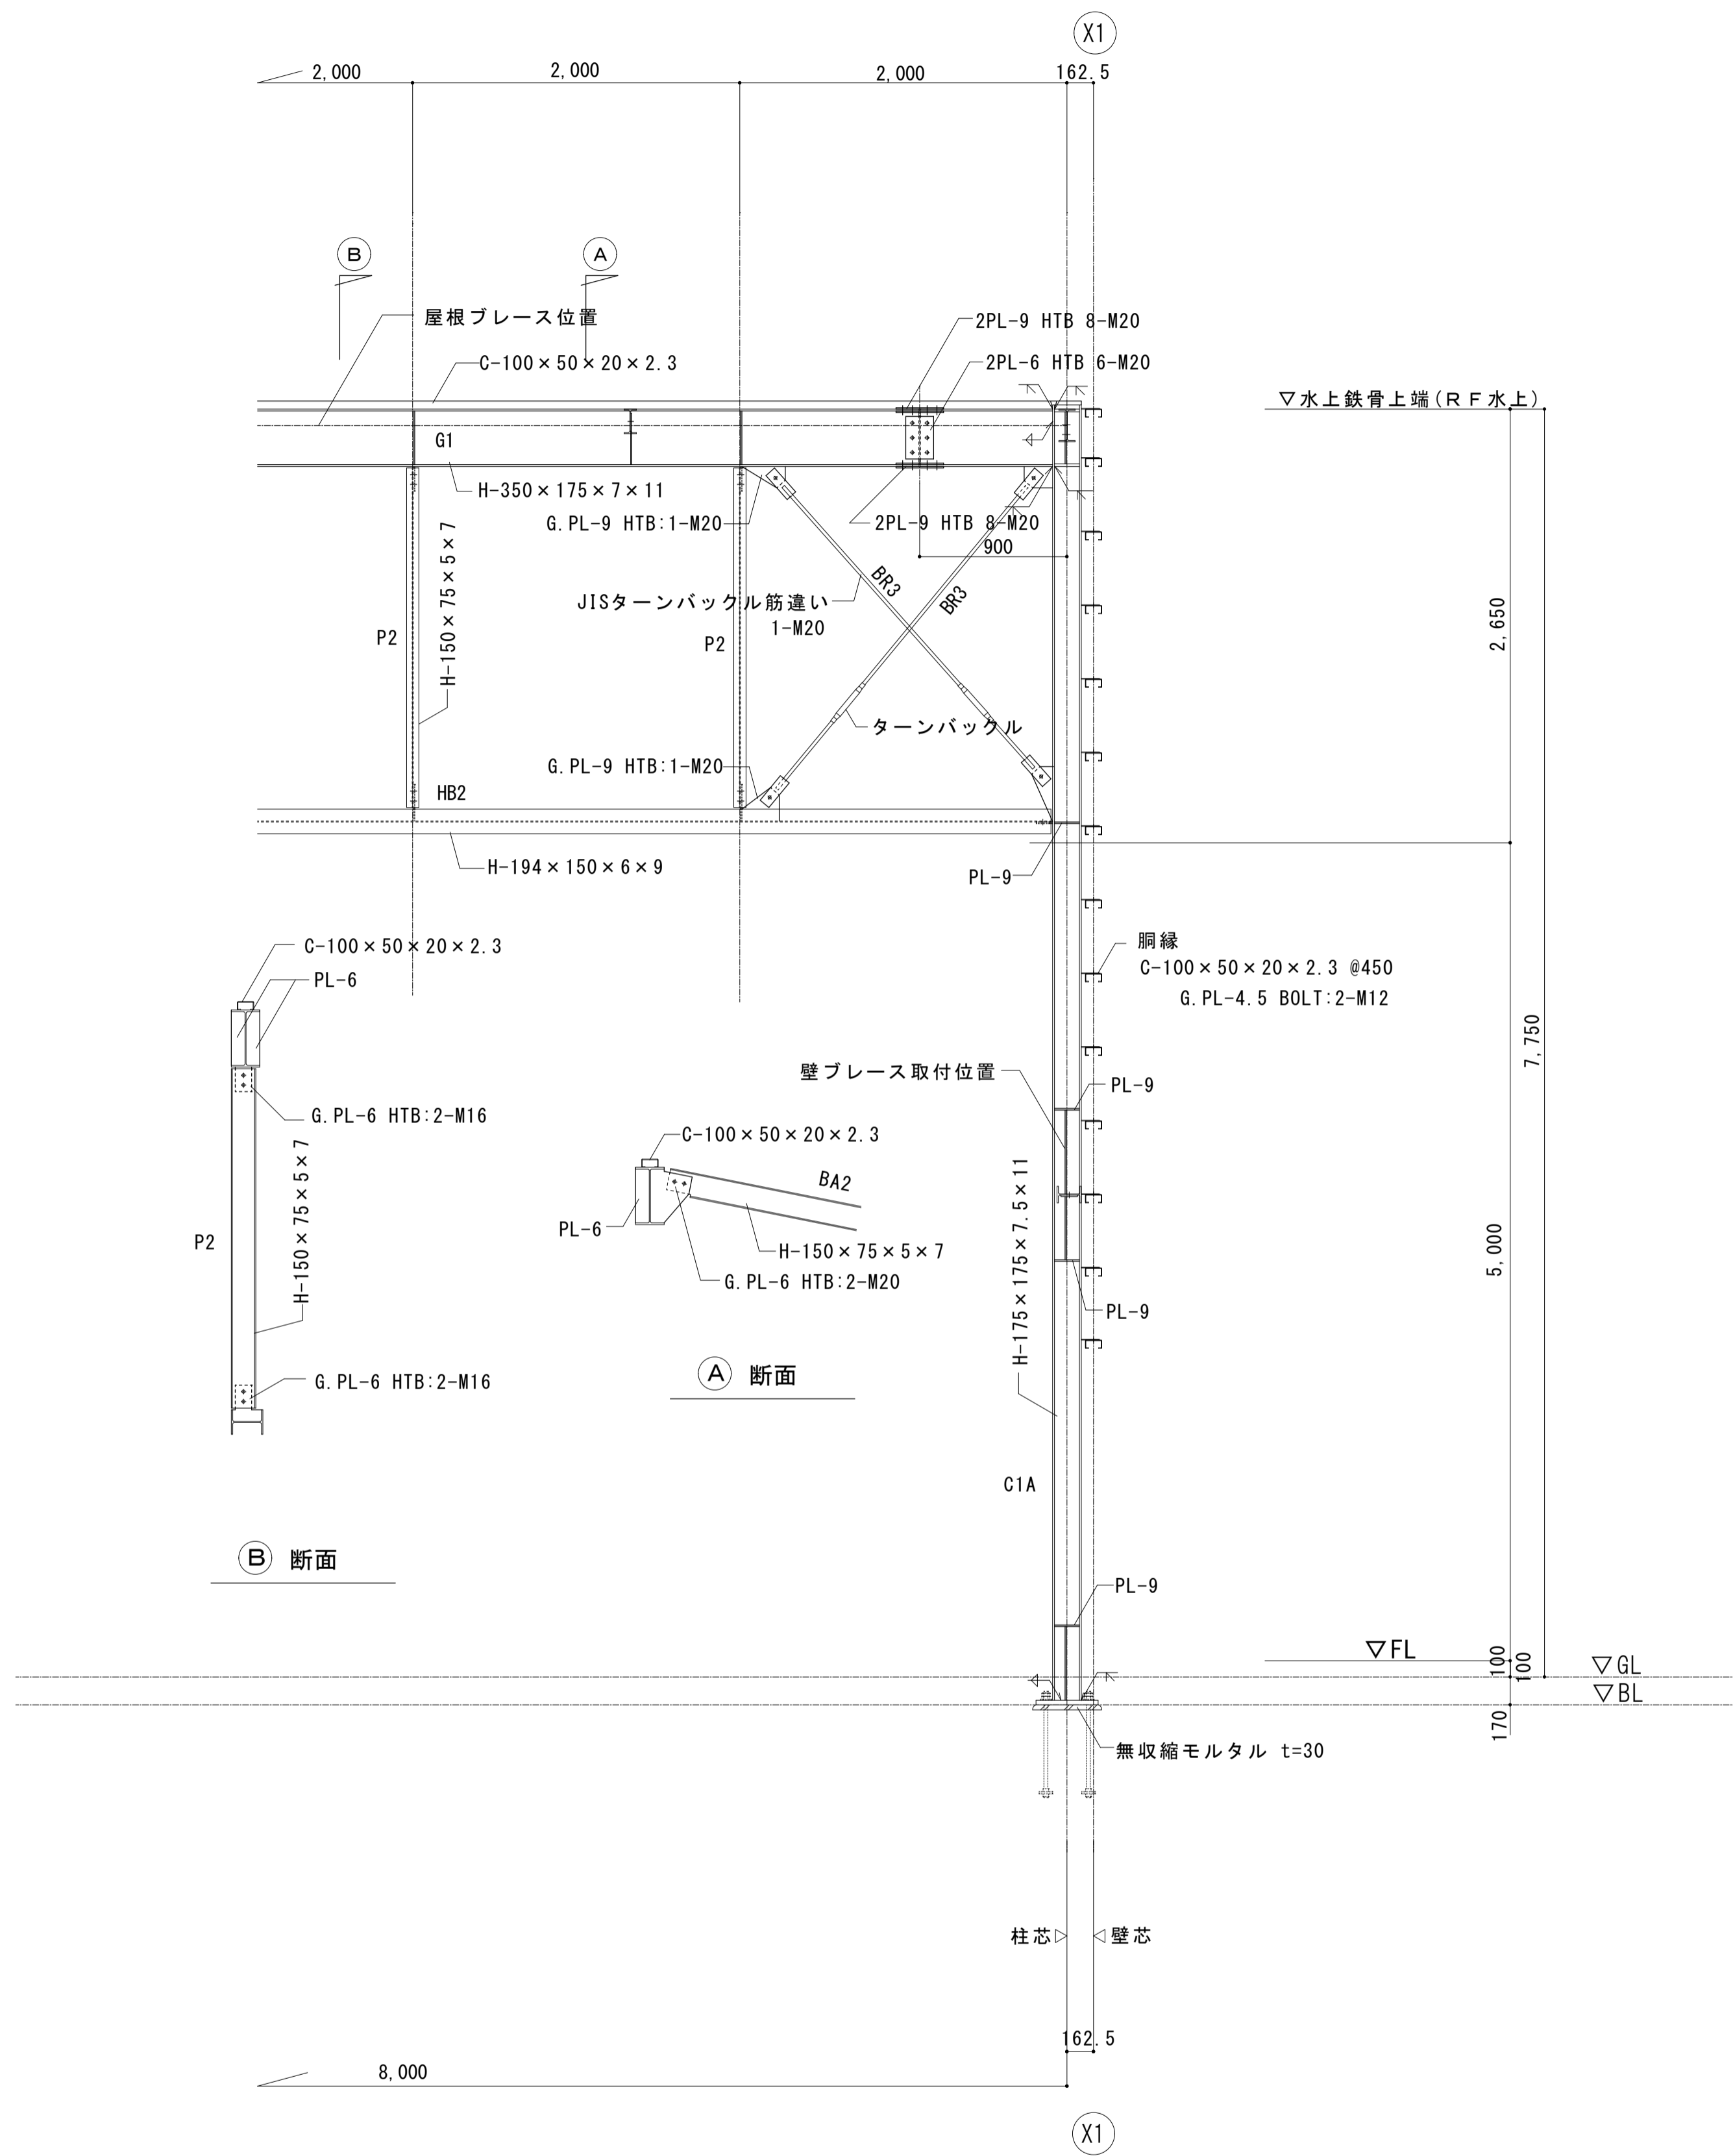 X1
2,000
2,000
2,000
162.5
B
A
屋根ブレース位置
2PL-9 HTB 8-M20
C-100×50×20×2.3
2PL-6 HTB 6-M20
▽水上鉄骨上端(RF水上)
G1
H-350×175×7×11
G.PL-9 HTB:1-M20
2PL-9 HTB 8-M20
900
H-150×75×5×7
BR3
BR3
JISターンバックル筋違い
1-M20
P2
P2
2,650
ターンバックル
G.PL-9 HTB:1-M20
HB2
H-194×150×6×9
PL-9
C-100×50×20×2.3
PL-6
胴縁
C-100×50×20×2.3 @450
G.PL-4.5 BOLT:2-M12
7,750
壁ブレース取付位置
PL-9
G.PL-6 HTB:2-M16
C-100×50×20×2.3
BA2
H-150×75×5×7
H-175×175×7.5×11
P2
PL-6
H-150×75×5×7
G.PL-6 HTB:2-M20
5,000
PL-9
A 断面
G.PL-6 HTB:2-M16
C1A
B 断面
PL-9
▽FL
100
100
▽GL
▽BL
170
無収縮モルタル t=30
柱芯▷
◁壁芯
162.5
8,000
X1